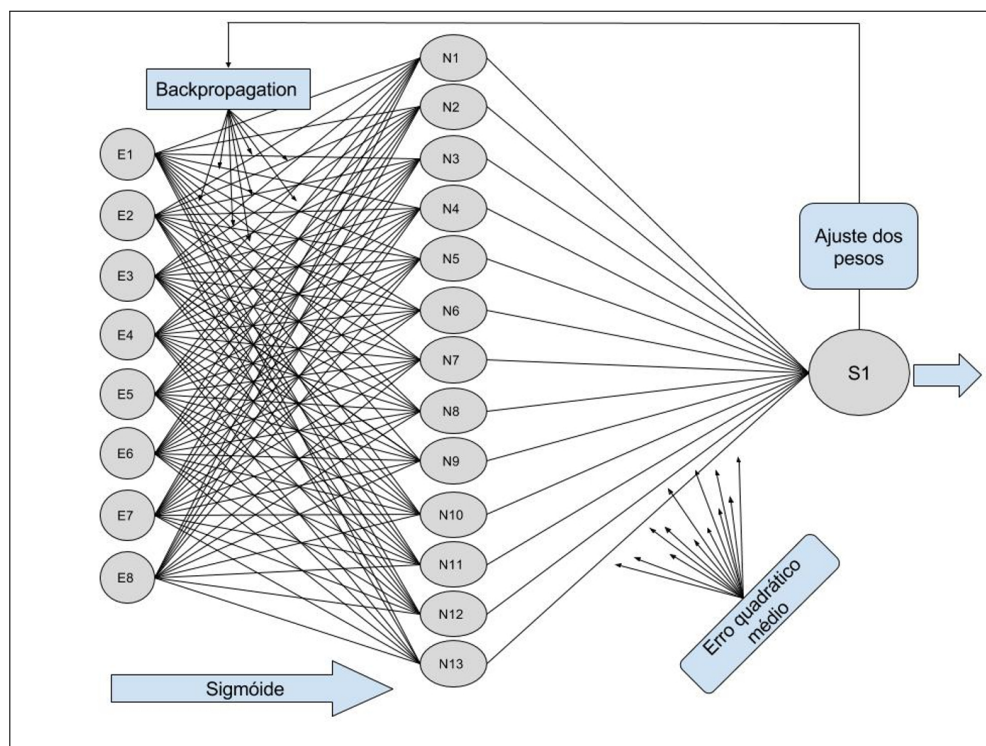 Backpropagation
E1
E2
E3
E4
E5
E6
E7
E8
N1
N2
N3
N4
N5
N6
N7
N8
N9
N10
N11
N12
N13
Ajuste dos
pesos
S1
Erro quadrático
médio
Sigmóide